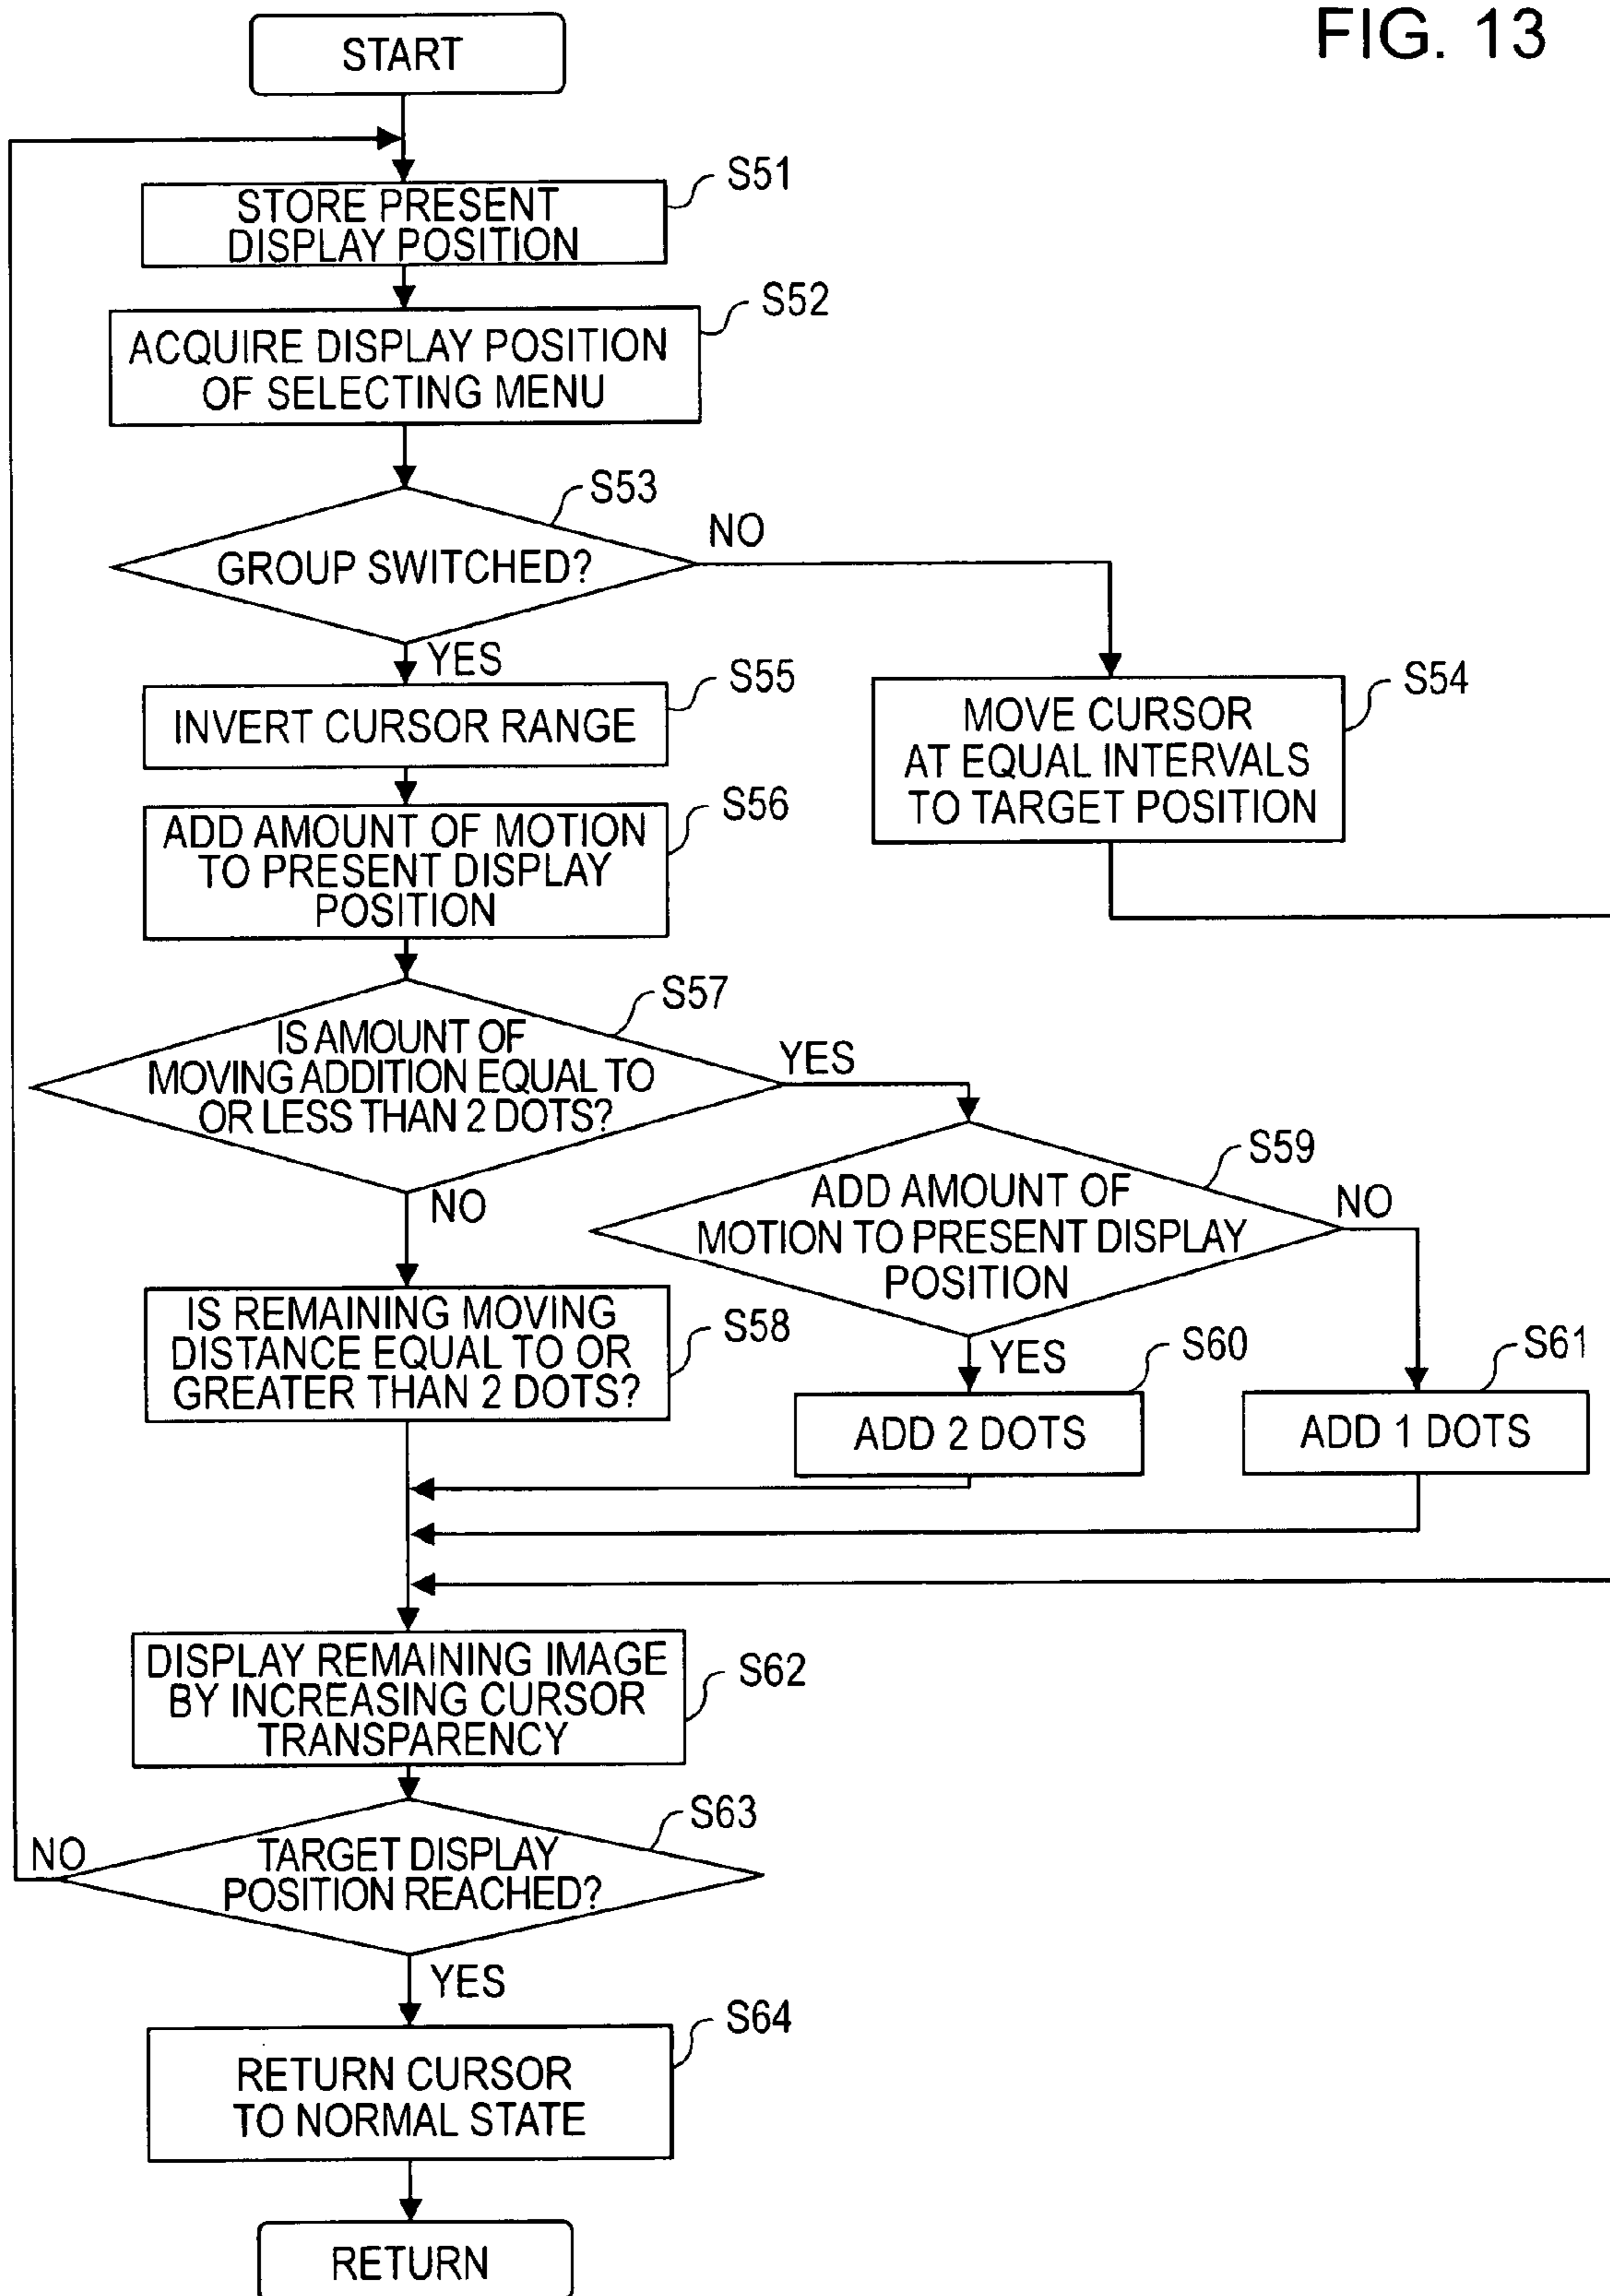 FIG. 13
START
S51
STORE PRESENT
DISPLAY POSITION
S52
ACQUIRE DISPLAY POSITION
OF SELECTING MENU
S53
GROUP SWITCHED?
NO
YES
S55
INVERT CURSOR RANGE
S54
MOVE CURSOR
AT EQUAL INTERVALS
TO TARGET POSITION
S56
ADD AMOUNT OF MOTION
TO PRESENT DISPLAY
POSITION
S57
IS AMOUNT OF
MOVING ADDITION EQUAL TO
OR LESS THAN 2 DOTS?
YES
NO
S59
ADD AMOUNT OF
MOTION TO PRESENT DISPLAY
POSITION
NO
YES
S58
IS REMAINING MOVING
DISTANCE EQUAL TO OR
GREATER THAN 2 DOTS?
S60
ADD 2 DOTS
S61
ADD 1 DOTS
S62
DISPLAY REMAINING IMAGE
BY INCREASING CURSOR
TRANSPARENCY
S63
TARGET DISPLAY
POSITION REACHED?
NO
YES
S64
RETURN CURSOR
TO NORMAL STATE
RETURN